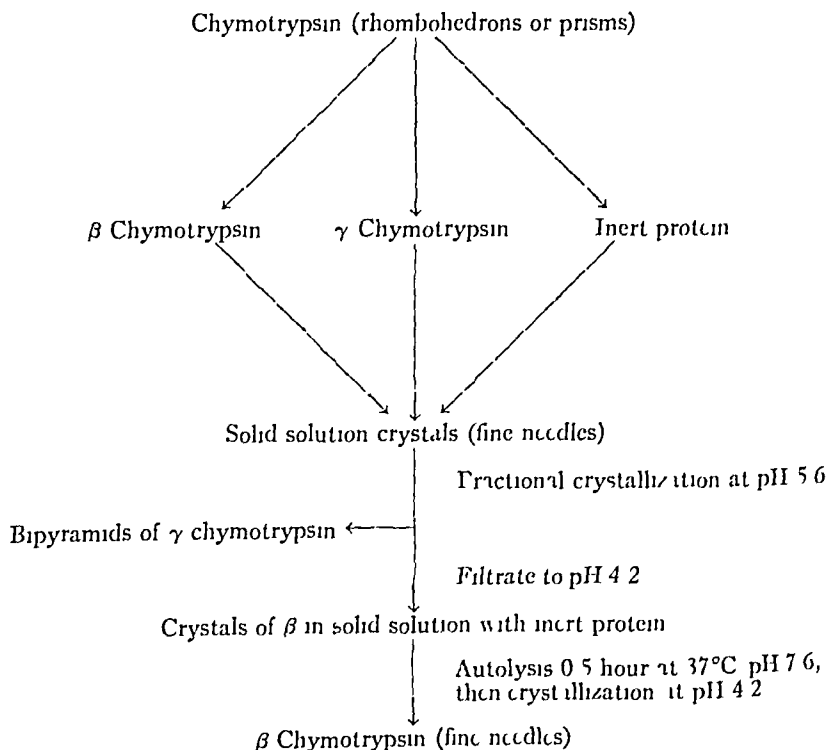 Chymotrypsin (rhombohedrons or prisms)
β Chymotrypsin γ Chymotrypsin Inert protein
Solid solution crystals (fine needles)
Fractional crystallization at pH 5 6
Bipyramids of γ chymotrypsin
Filtrate to pH 4 2
Crystals of β in solid solution with inert protein
Autolysis 0 5 hour at 37°C pH 7 6,
then crystallization at pH 4 2
β Chymotrypsin (fine needles)